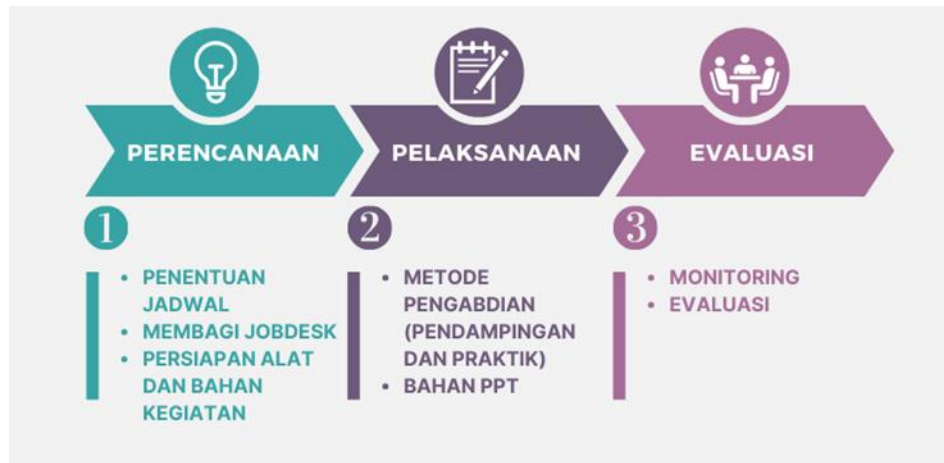 PERENCANAAN
PELAKSANAAN
EVALUASI
1
• PENENTUAN
JADWAL
• MEMBAGI JOBDESK
• PERSIAPAN ALAT
DAN BAHAN
KEGIATAN
2
• METODE
PENGABDIAN
(PENDAMPINGAN
DAN PRAKTIK)
• BAHAN PPT
3
• MONITORING
• EVALUASI